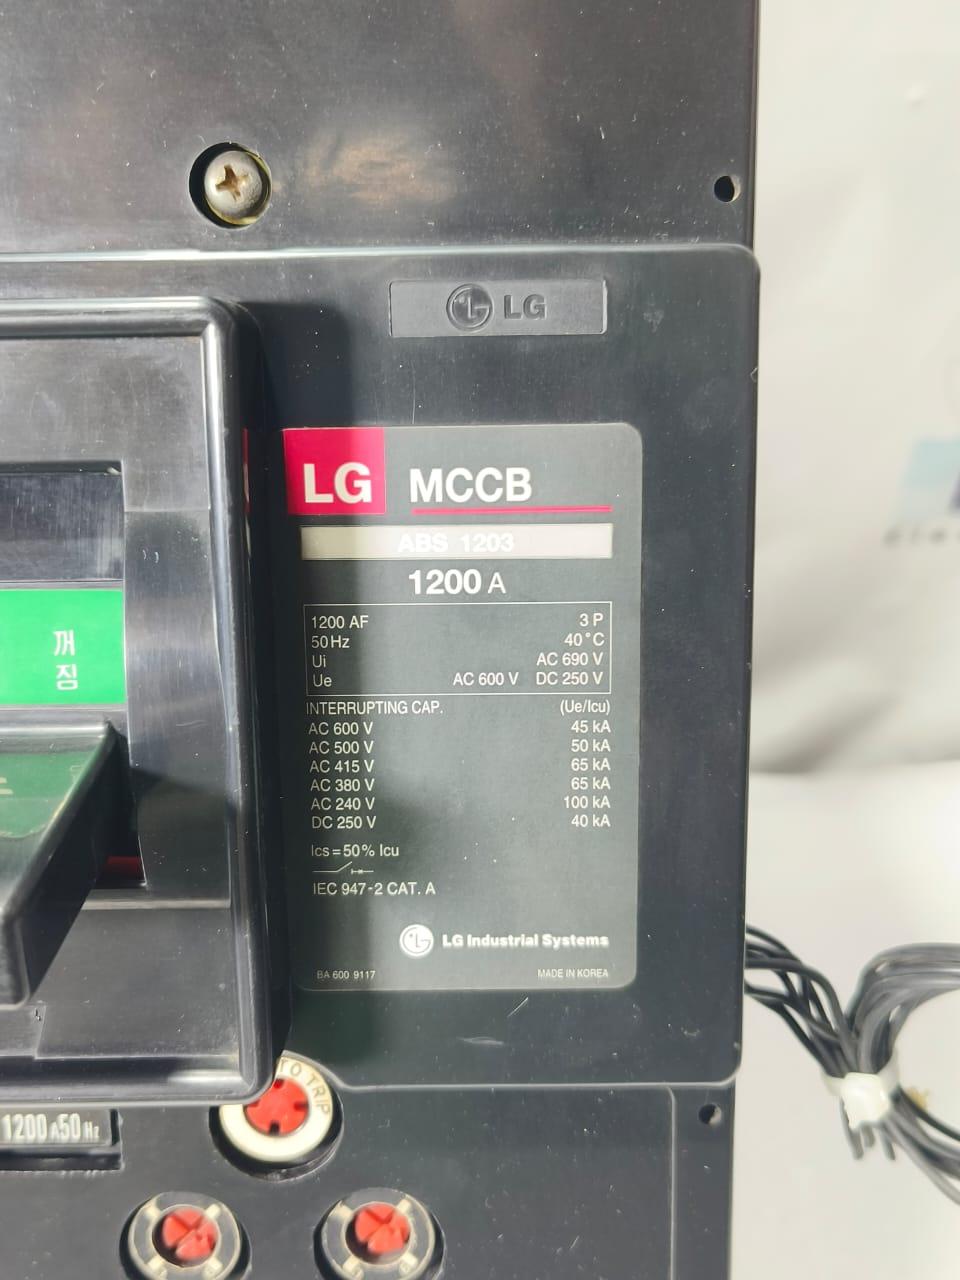 LG
LG MCCB
ABS 1203
1200 A
1200 AF 3 P
50 Hz 40°C
Ui AC 690 V
Ue AC 600 V DC 250 V
INTERRUPTING CAP. (Ue/Icu)
AC 600 V 45 kA
AC 500 V 50 kA
AC 415 V 65 kA
AC 380 V 65 kA
AC 240 V 100 kA
DC 250 V 40 kA
Ics = 50% Icu
IEC 947-2 CAT. A
LG Industrial Systems
BA 600 9117 MADE IN KOREA
꺼
짐
TO TRIP
1200 A 50 Hz